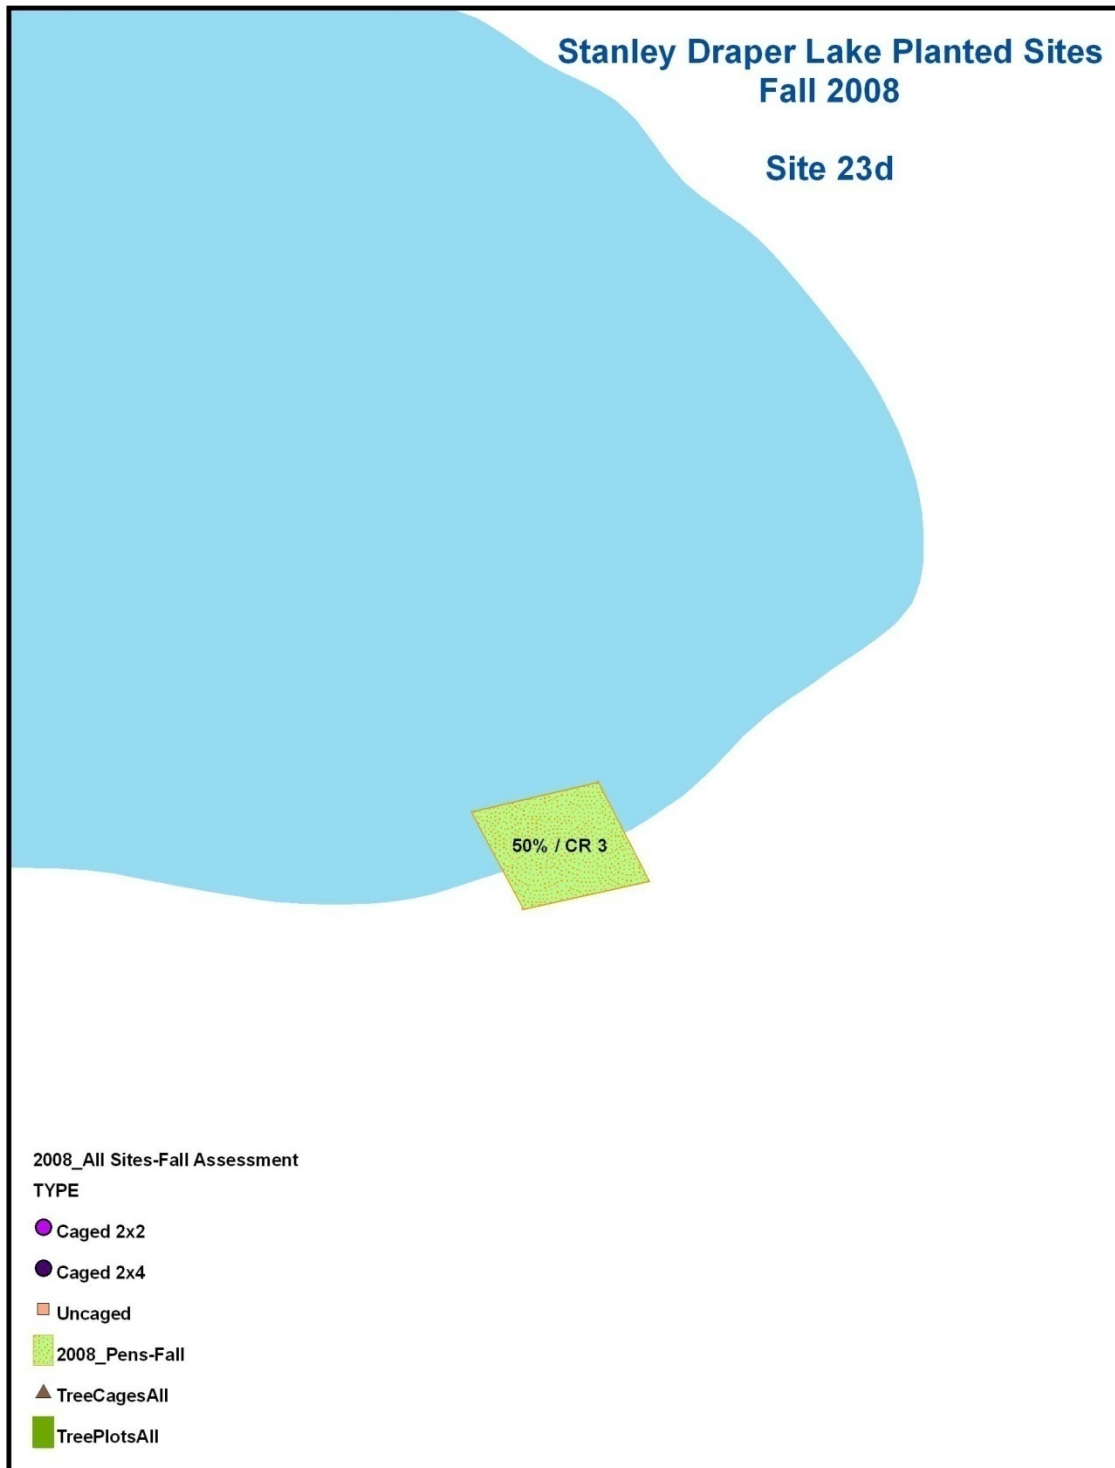 Stanley Draper Lake Planted Sites
Fall 2008
Site 23d
50% / CR 3
2008_All Sites-Fall Assessment
TYPE
Caged 2x2
Caged 2x4
Uncaged
2008_Pens-Fall
TreeCagesAll
TreePlotsAll